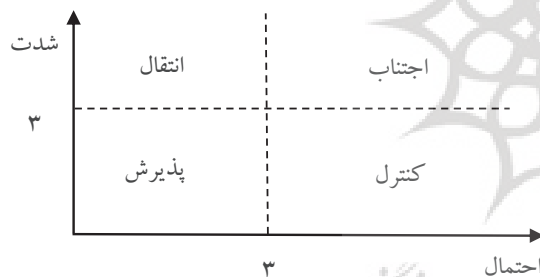 شدت
اجتناب
انتقال
۳
کنترل
پذیرش
۳
احتمال